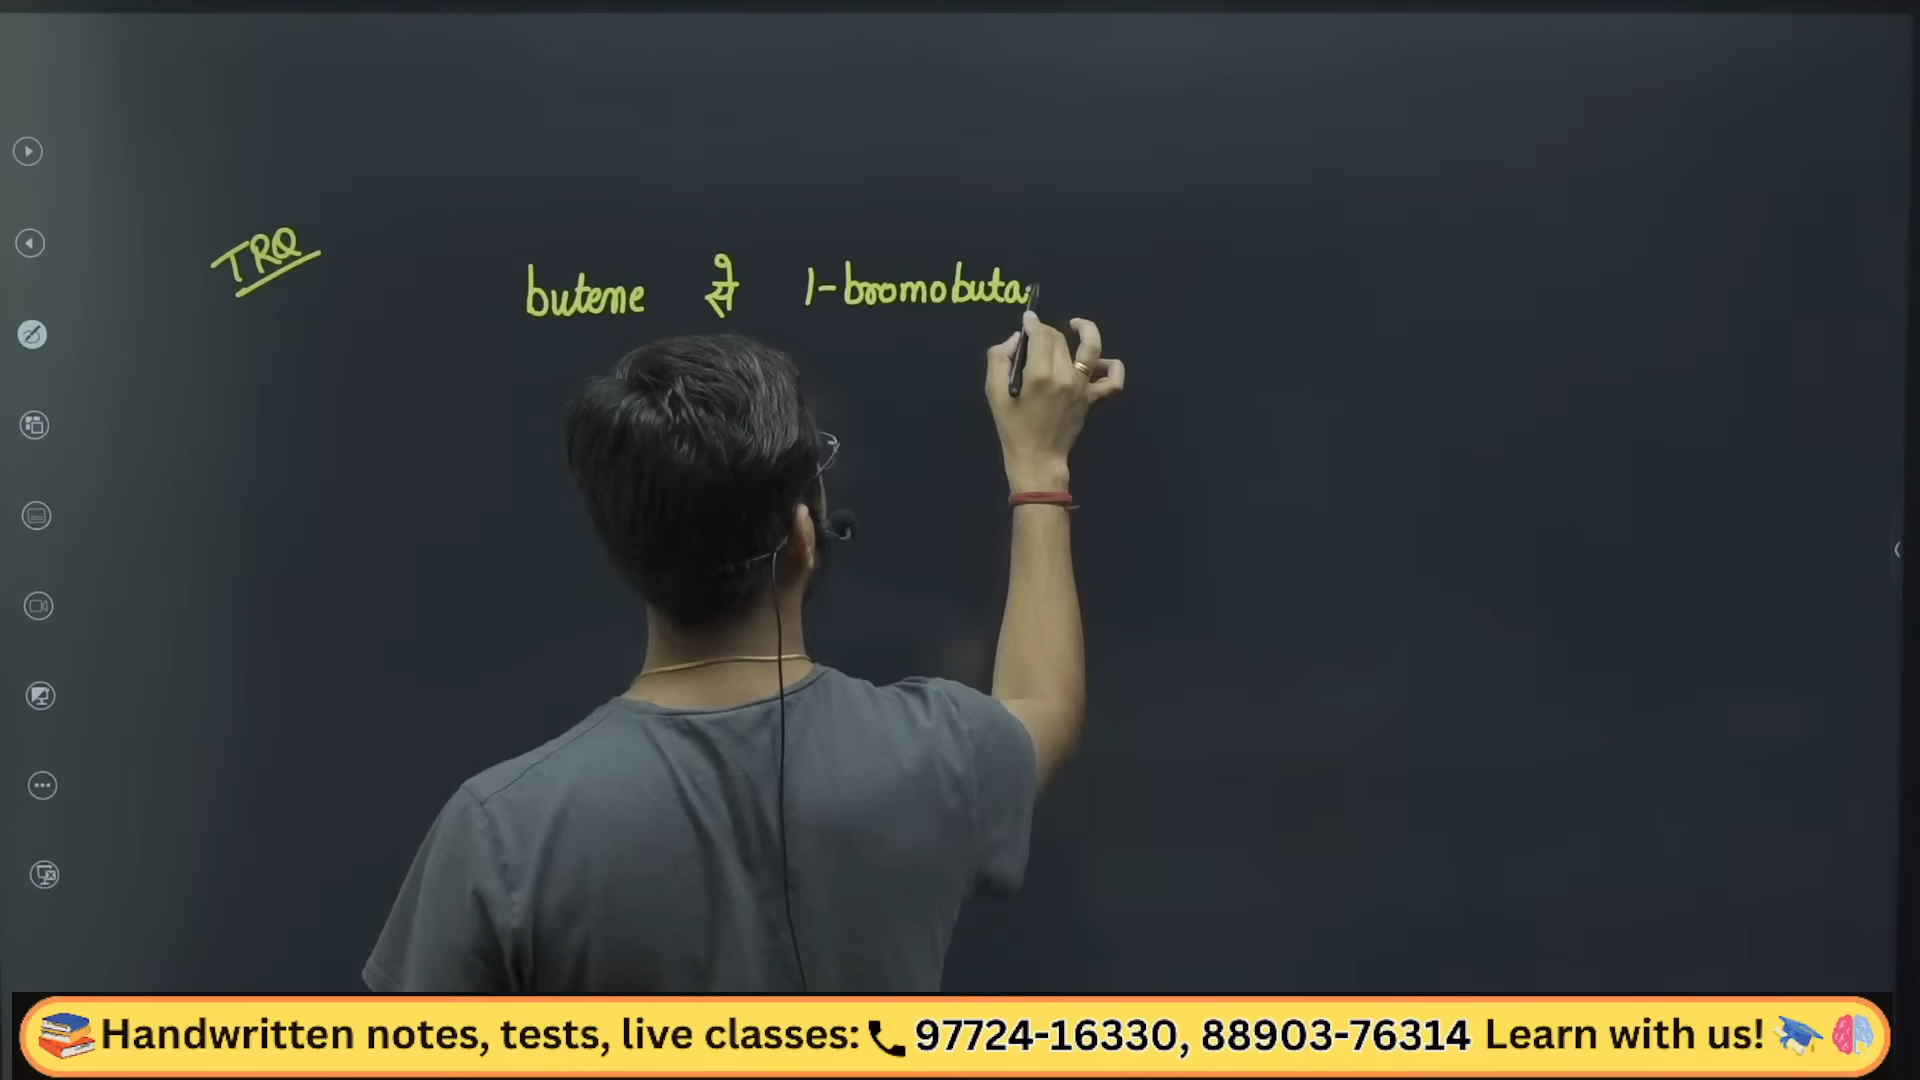 TRQ
butene से 1-bromobuta
Handwritten notes, tests, live classes: 97724-16330, 88903-76314 Learn with us!